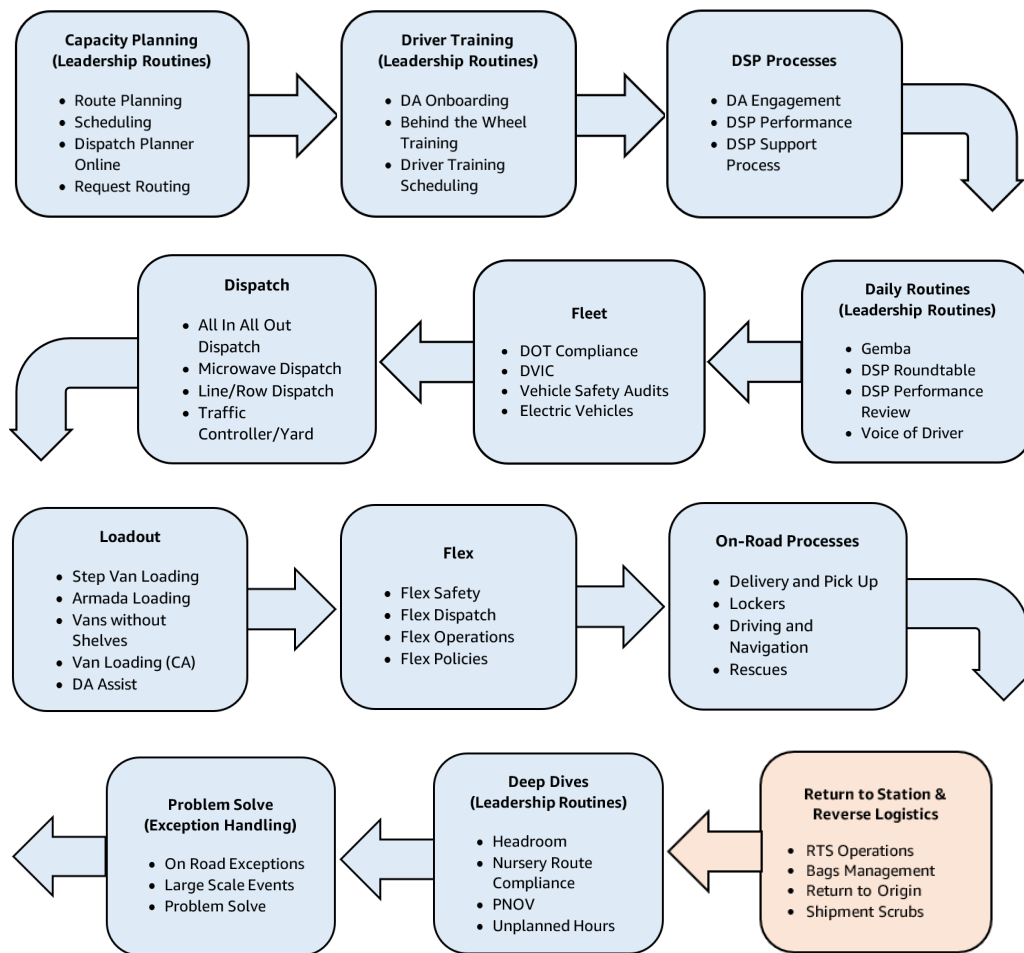 Capacity Planning
(Leadership Routines)
• Route Planning
• Scheduling
• Dispatch Planner
Online
• Request Routing
Driver Training
(Leadership Routines)
• DA Onboarding
• Behind the Wheel
Training
• Driver Training
Scheduling
DSP Processes
• DA Engagement
• DSP Performance
• DSP Support
Process
Daily Routines
(Leadership Routines)
• Gemba
• DSP Roundtable
• DSP Performance
Review
• Voice of Driver
Fleet
• DOT Compliance
• DVIC
• Vehicle Safety Audits
• Electric Vehicles
Dispatch
• All In All Out
Dispatch
• Microwave Dispatch
• Line/Row Dispatch
• Traffic
Controller/Yard
Loadout
• Step Van Loading
• Armada Loading
• Vans without
Shelves
• Van Loading (CA)
• DA Assist
Flex
• Flex Safety
• Flex Dispatch
• Flex Operations
• Flex Policies
On-Road Processes
• Delivery and Pick Up
• Lockers
• Driving and
Navigation
• Rescues
Return to Station &
Reverse Logistics
• RTS Operations
• Bags Management
• Return to Origin
• Shipment Scrubs
Deep Dives
(Leadership Routines)
• Headroom
• Nursery Route
Compliance
• PNOV
• Unplanned Hours
Problem Solve
(Exception Handling)
• On Road Exceptions
• Large Scale Events
• Problem Solve